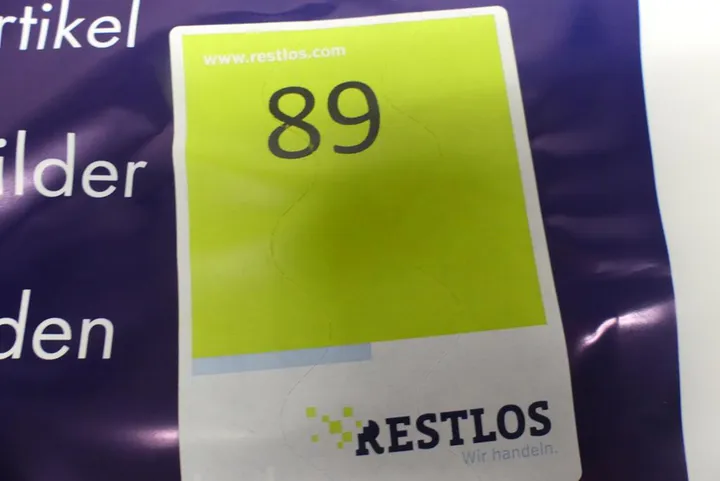 rtikel
ilder
den
www.restlos.com
89
RESTLOS
Wir handeln.